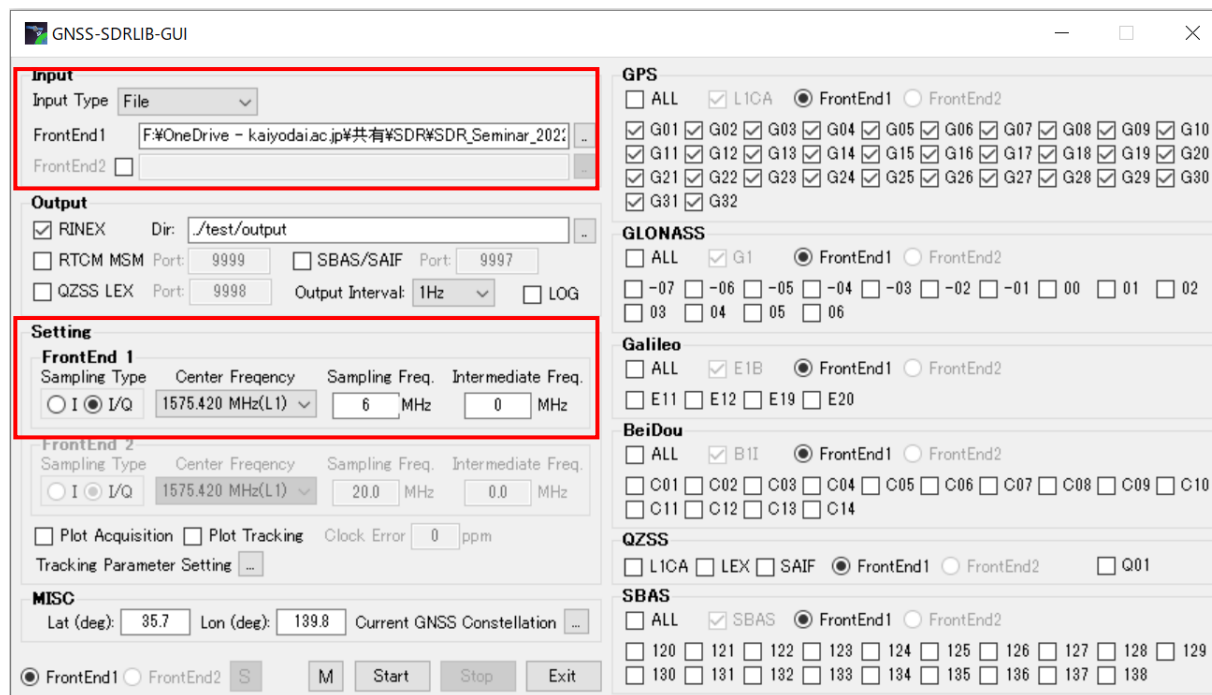 GNSS-SDRLIB-GUI
Input
Input Type File
FrontEnd1 F:¥OneDrive - kaiyodai.ac.jp¥共有¥SDR¥SDR_Seminar_2022 ..
FrontEnd2 ..
Output
RINEX Dir: ./test/output ..
RTCM MSM Port: 9999 SBAS/SAIF Port: 9997
QZSS LEX Port: 9998 Output Interval: 1Hz LOG
Setting
FrontEnd 1
Sampling Type Center Freqency Sampling Freq. Intermediate Freq.
I I/Q 1575.420 MHz(L1) 6 MHz 0 MHz
FrontEnd 2
Sampling Type Center Freqency Sampling Freq. Intermediate Freq.
I I/Q 1575.420 MHz(L1) 20.0 MHz 0.0 MHz
Plot Acquisition Plot Tracking Clock Error 0 ppm
Tracking Parameter Setting ...
MISC
Lat (deg): 35.7 Lon (deg): 139.8 Current GNSS Constellation ...
FrontEnd1 FrontEnd2 S M Start Stop Exit
GPS
ALL L1CA FrontEnd1 FrontEnd2
G01 G02 G03 G04 G05 G06 G07 G08 G09 G10
G11 G12 G13 G14 G15 G16 G17 G18 G19 G20
G21 G22 G23 G24 G25 G26 G27 G28 G29 G30
G31 G32
GLONASS
ALL G1 FrontEnd1 FrontEnd2
-07 -06 -05 -04 -03 -02 -01 00 01 02
03 04 05 06
Galileo
ALL E1B FrontEnd1 FrontEnd2
E11 E12 E19 E20
BeiDou
ALL B1I FrontEnd1 FrontEnd2
C01 C02 C03 C04 C05 C06 C07 C08 C09 C10
C11 C12 C13 C14
QZSS
L1CA LEX SAIF FrontEnd1 FrontEnd2 Q01
SBAS
ALL SBAS FrontEnd1 FrontEnd2
120 121 122 123 124 125 126 127 128 129
130 131 132 133 134 135 136 137 138